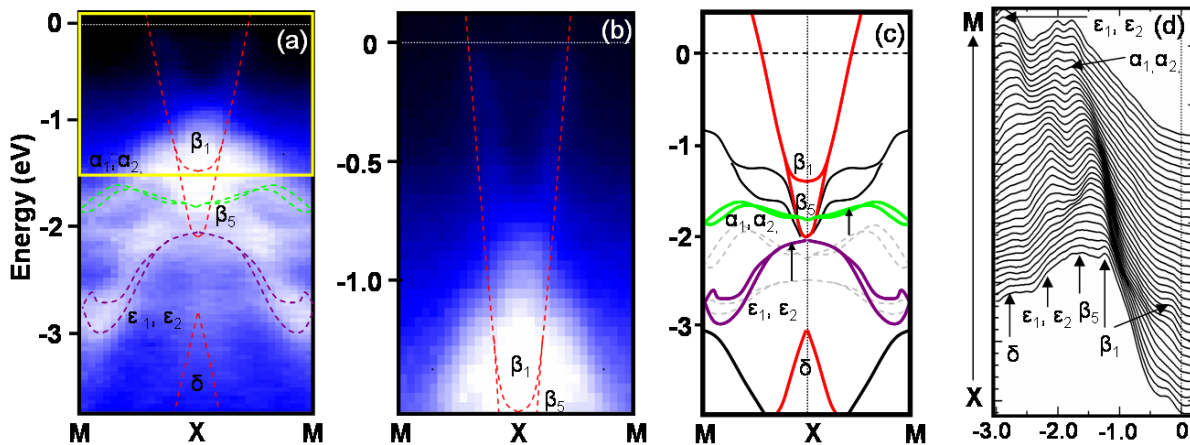 (a)
0
-1
-2
-3
Energy (eV)
β1
α1,α2,
β5
ε1, ε2
δ
M X M
(b)
0
-0.5
-1.0
β1
β5
M X M
(c)
0
-1
-2
-3
β1
β5
α1,α2,
ε1, ε2
δ
M X M
(d)
M
X
ε1, ε2
α1,α2,
δ
ε1, ε2
β5
β1
-3.0 -2.0 -1.0 0